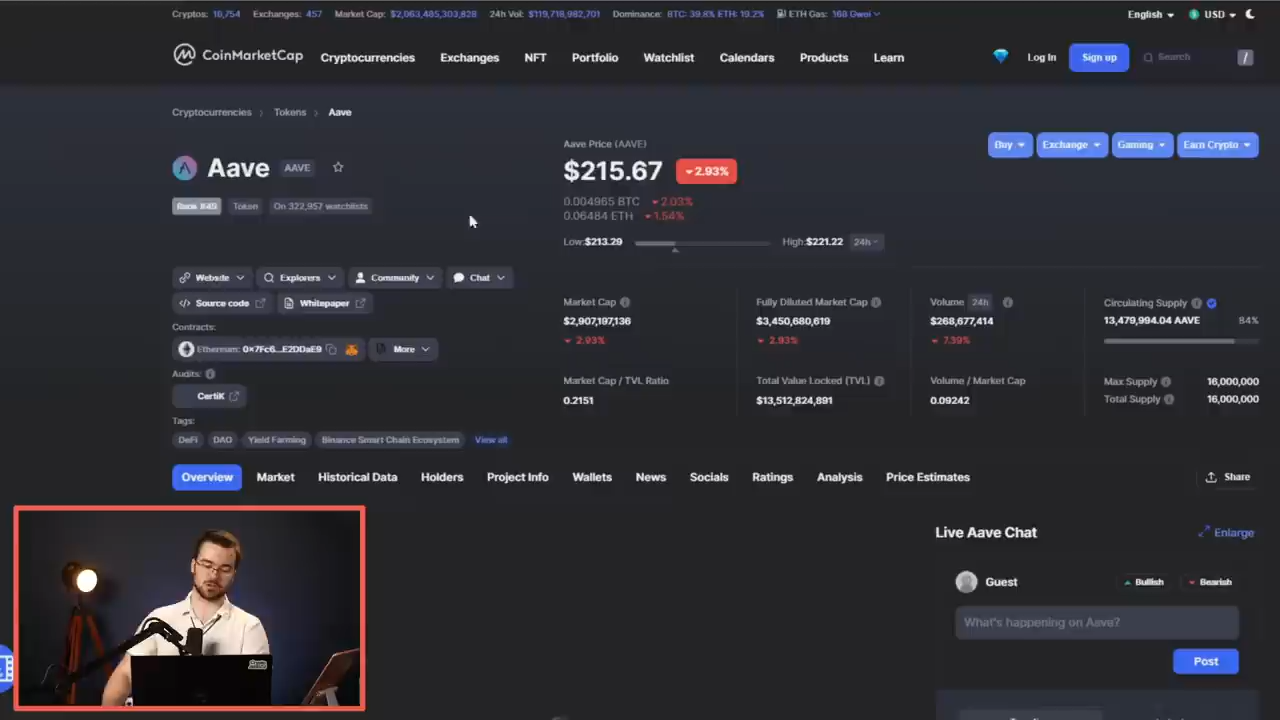 Cryptos: 18,754 Exchanges: 457 Market Cap: $2,063,485,303,828 24h Vol: $119,718,982,701 Dominance: BTC: 39.8% ETH: 19.2% ETH Gas: 168 Gwei
English USD
CoinMarketCap Cryptocurrencies Exchanges NFT Portfolio Watchlist Calendars Products Learn Log In Sign up Search /
Cryptocurrencies Tokens Aave
Aave AAVE
Token On 322,957 watchlists
Aave Price (AAVE)
$215.67 2.93%
0.004965 BTC 2.03%
0.06484 ETH 1.54%
Low:$213.29 High:$221.22 24h
Buy Exchange Gaming Earn Crypto
Website Explorers Community Chat
Source code Whitepaper
Contracts:
Ethereum: 0x7Fc6...E2DDaE9 More
Audits:
CertiK
Tags:
DeFi DAO Yield Farming Binance Smart Chain Ecosystem View all
Market Cap
$2,907,197,136
2.93%
Fully Diluted Market Cap
$3,450,680,619
2.93%
Volume 24h
$268,677,414
7.39%
Circulating Supply
13,479,994.04 AAVE 84%
Market Cap / TVL Ratio
0.2151
Total Value Locked (TVL)
$13,512,824,891
Volume / Market Cap
0.09242
Max Supply 16,000,000
Total Supply 16,000,000
Overview Market Historical Data Holders Project Info Wallets News Socials Ratings Analysis Price Estimates Share
Live Aave Chat Enlarge
Guest Bullish Bearish
What's happening on Aave?
Post